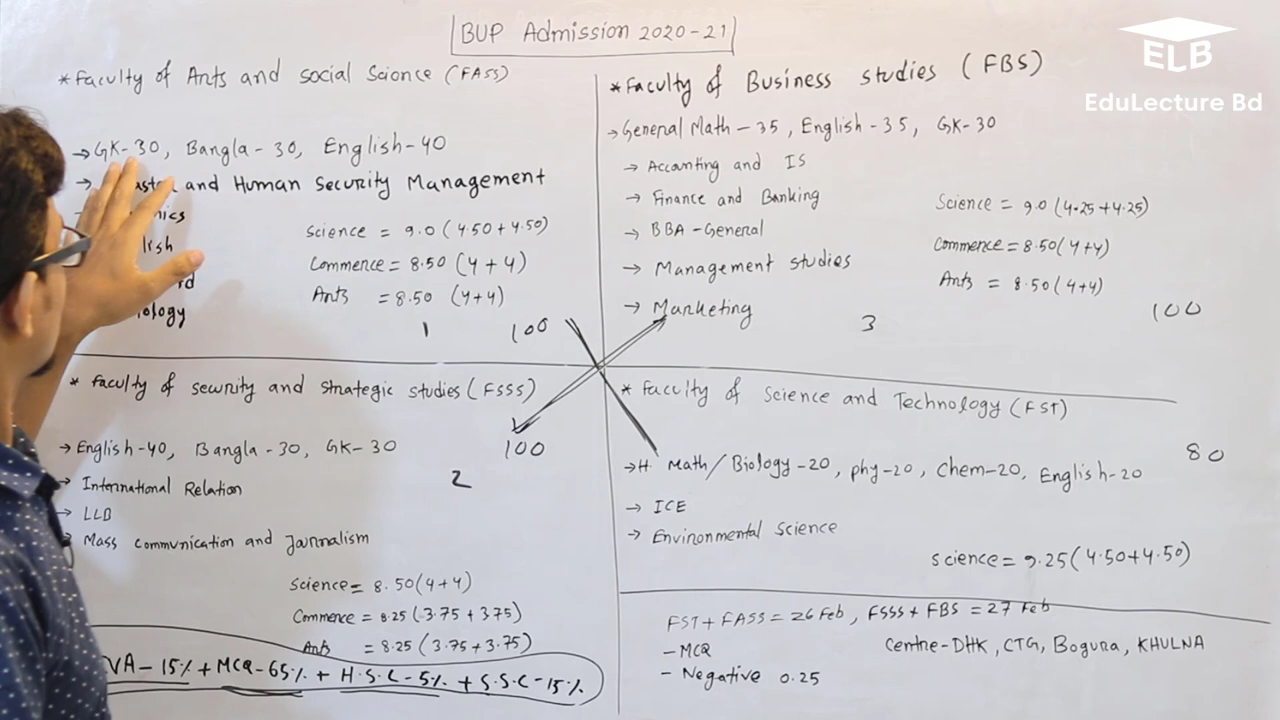 BUP Admission 2020-21
ELB
EduLecture Bd
* Faculty of Arts and Social Science (FASS)
→ GK-30, Bangla-30, English-40
→ and Human Security Management
Science = 9.0 (4.50+4.50)
Commerce = 8.50 (4+4)
Arts = 8.50 (4+4)
1
100
* Faculty of Business Studies (FBS)
→ General Math-35, English-35, GK-30
→ Accounting and IS
→ Finance and Banking
→ BBA-General
→ Management Studies
→ Marketing
Science = 9.0 (4.25+4.25)
Commerce = 8.50 (4+4)
Arts = 8.50 (4+4)
3
100
* Faculty of security and Strategic Studies (FSSS)
→ English-40, Bangla-30, GK-30
100
→ International Relation
→ LLB
→ Mass Communication and Journalism
2
Science = 8.50 (4+4)
Commerce = 8.25 (3.75+3.75)
Arts = 8.25 (3.75+3.75)
VA-15% + MCQ-65% + H.S.C-5% + S.S.C-15%
* Faculty of Science and Technology (FST)
80
→ H. Math/Biology-20, phy-20, Chem-20, English-20
→ ICE
→ Environmental Science
Science = 9.25 (4.50+4.50)
FST + FASS = 26 Feb, FSSS + FBS = 27 Feb
- MCQ
Centre-DHK, CTG, Bogura, KHULNA
- Negative 0.25